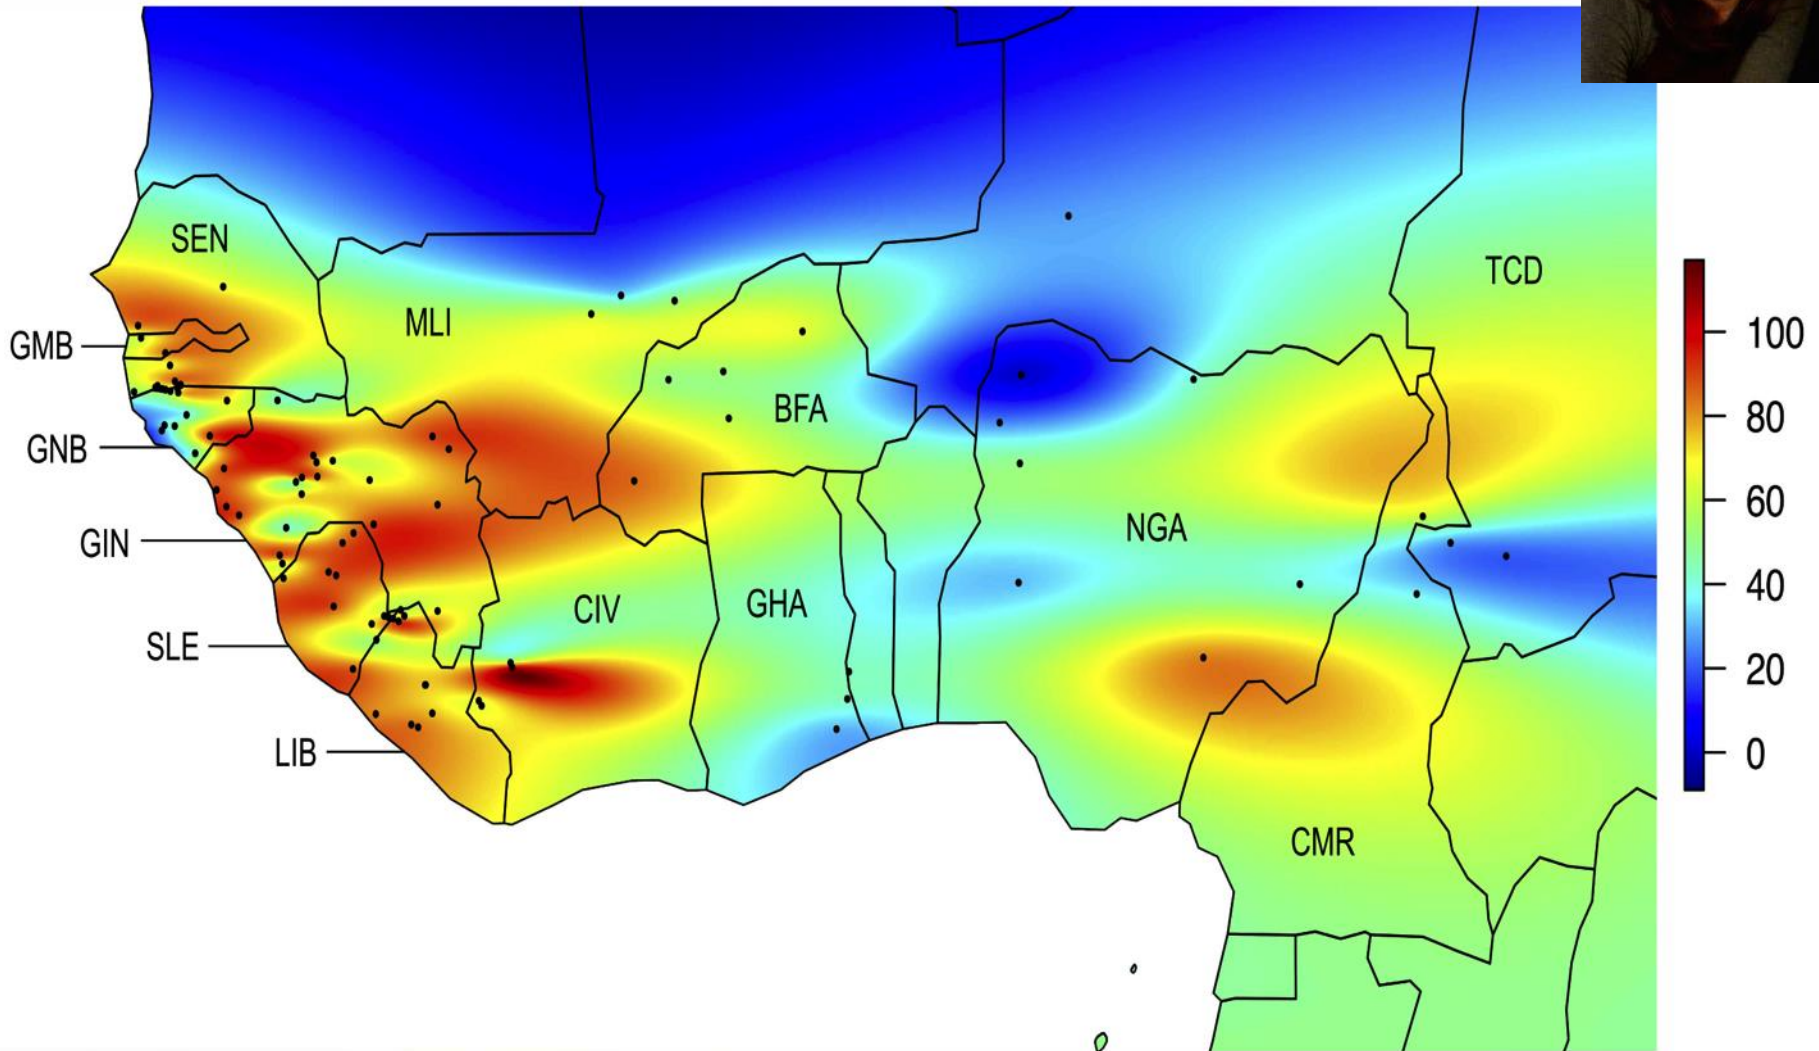 SEN
TCD
MLI
GMB
100
BFA
80
GNB
NGA
60
GIN
CIV
GHA
40
SLE
20
LIB
0
CMR